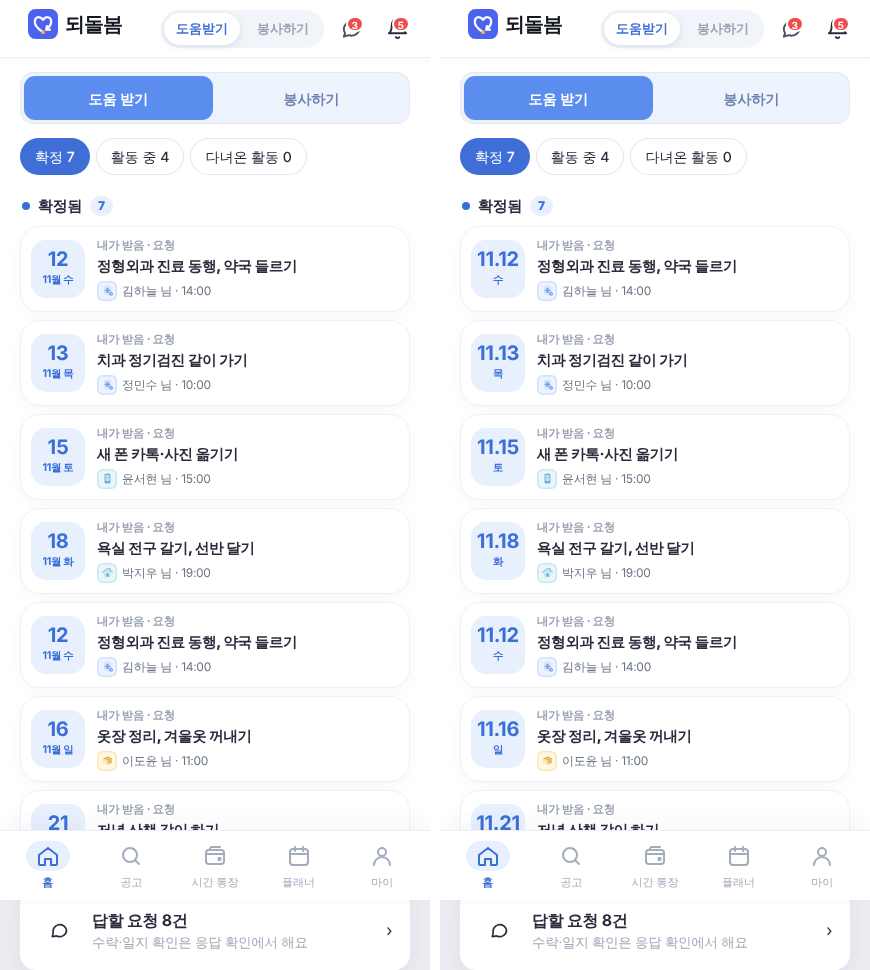 되돌봄
도움받기 봉사하기
3
5
도움 받기 봉사하기
확정 7 활동 중 4 다녀온 활동 0
확정됨 7
12
11월 수
내가 받음 · 요청
정형외과 진료 동행, 약국 들르기
김하늘 님 · 14:00
13
11월 목
내가 받음 · 요청
치과 정기검진 같이 가기
정민수 님 · 10:00
15
11월 토
내가 받음 · 요청
새 폰 카톡·사진 옮기기
윤서현 님 · 15:00
18
11월 화
내가 받음 · 요청
욕실 전구 갈기, 선반 달기
박지우 님 · 19:00
12
11월 수
내가 받음 · 요청
정형외과 진료 동행, 약국 들르기
김하늘 님 · 14:00
16
11월 일
내가 받음 · 요청
옷장 정리, 겨울옷 꺼내기
이도윤 님 · 11:00
21
내가 받음 · 요청
저녁 산책 같이 하기
홈 공고 시간 통장 플래너 마이
답할 요청 8건
수락·일지 확인은 응답 확인에서 해요
되돌봄
도움받기 봉사하기
3
5
도움 받기 봉사하기
확정 7 활동 중 4 다녀온 활동 0
확정됨 7
11.12
수
내가 받음 · 요청
정형외과 진료 동행, 약국 들르기
김하늘 님 · 14:00
11.13
목
내가 받음 · 요청
치과 정기검진 같이 가기
정민수 님 · 10:00
11.15
토
내가 받음 · 요청
새 폰 카톡·사진 옮기기
윤서현 님 · 15:00
11.18
화
내가 받음 · 요청
욕실 전구 갈기, 선반 달기
박지우 님 · 19:00
11.12
수
내가 받음 · 요청
정형외과 진료 동행, 약국 들르기
김하늘 님 · 14:00
11.16
일
내가 받음 · 요청
옷장 정리, 겨울옷 꺼내기
이도윤 님 · 11:00
11.21
내가 받음 · 요청
저녁 산책 같이 하기
홈 공고 시간 통장 플래너 마이
답할 요청 8건
수락·일지 확인은 응답 확인에서 해요